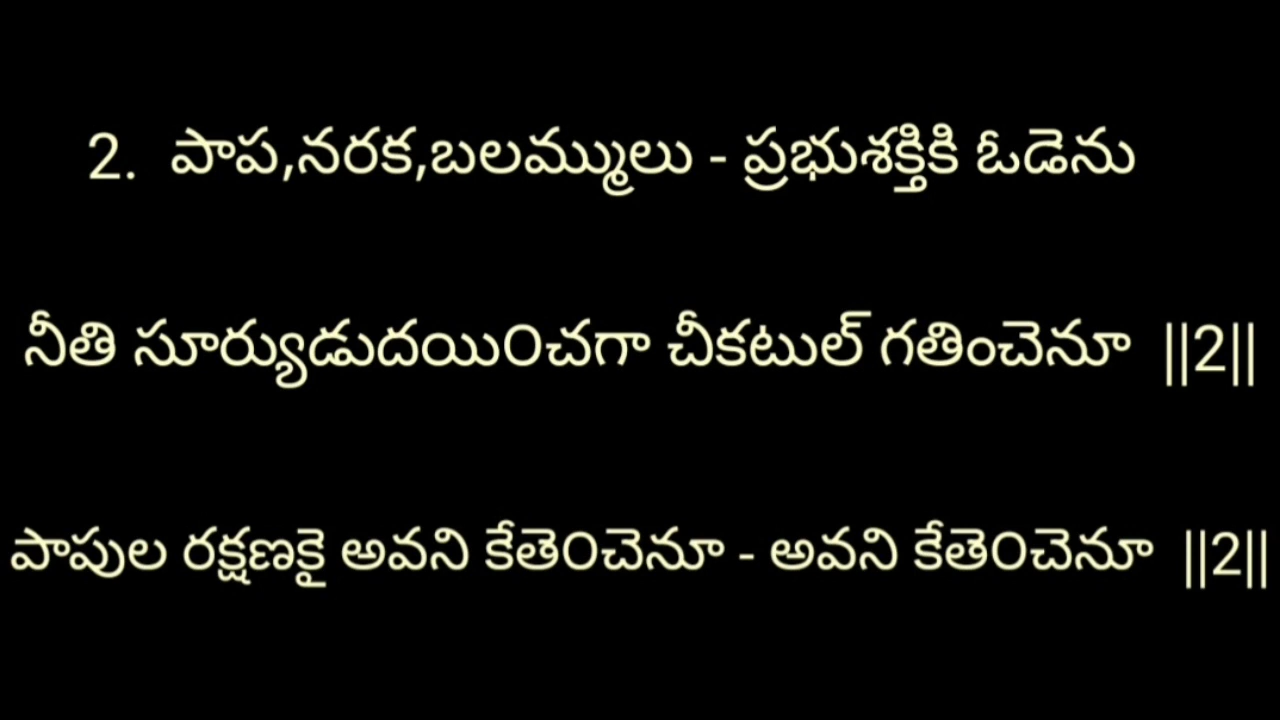 2. పాప,నరక,బలమ్ములు - ప్రభుశక్తికి ఓడెను
నీతి సూర్యుడుదయించగా చీకటుల్ గతించెనూ ||2||
పాపుల రక్షణకై అవని కేతెంచెనూ - అవని కేతెంచెనూ ||2||